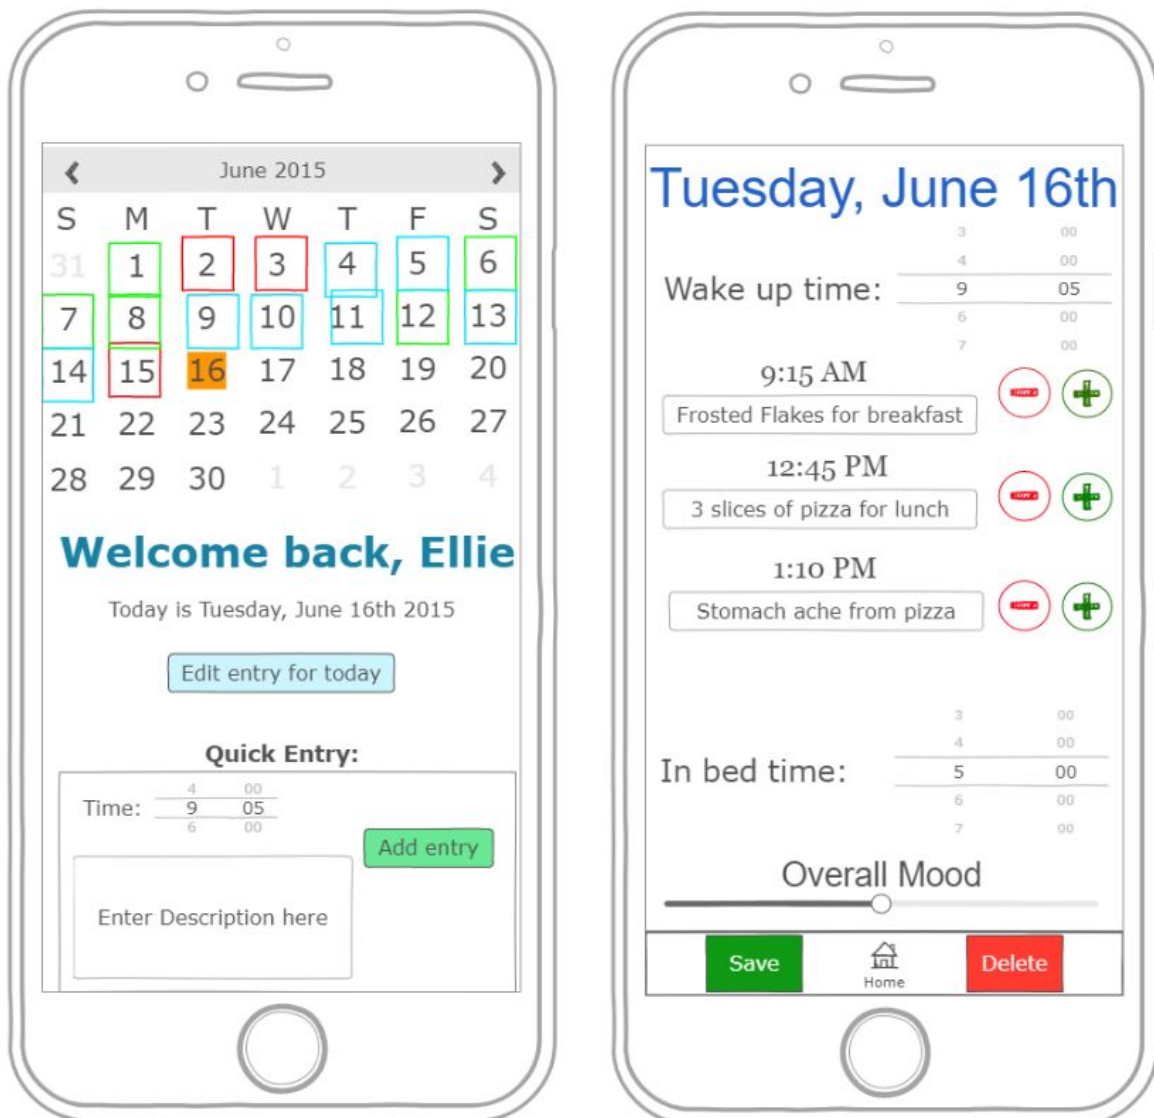 June 2015
S M T W T F S
31 1 2 3 4 5 6
7 8 9 10 11 12 13
14 15 16 17 18 19 20
21 22 23 24 25 26 27
28 29 30 1 2 3 4
Welcome back, Ellie
Today is Tuesday, June 16th 2015
Edit entry for today
Quick Entry:
4 00
Time: 9 05
6 00
Add entry
Enter Description here
Tuesday, June 16th
3 00
4 00
Wake up time: 9 05
6 00
7 00
9:15 AM
Frosted Flakes for breakfast
12:45 PM
3 slices of pizza for lunch
1:10 PM
Stomach ache from pizza
3 00
4 00
In bed time: 5 00
6 00
7 00
Overall Mood
Save
Home
Delete